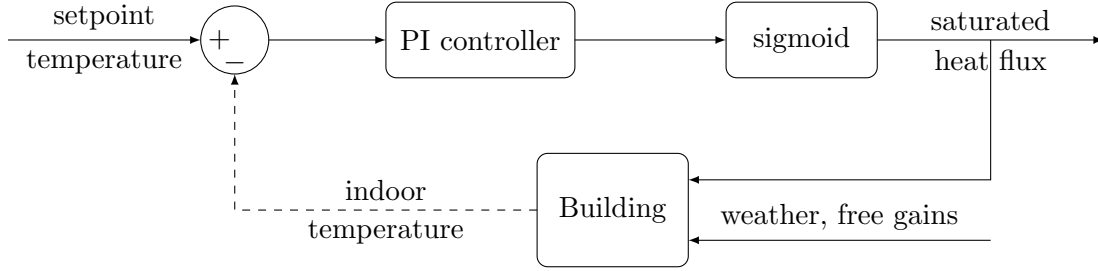 setpoint
temperature
+
−
PI controller
sigmoid
saturated
heat flux
indoor
temperature
Building
weather, free gains